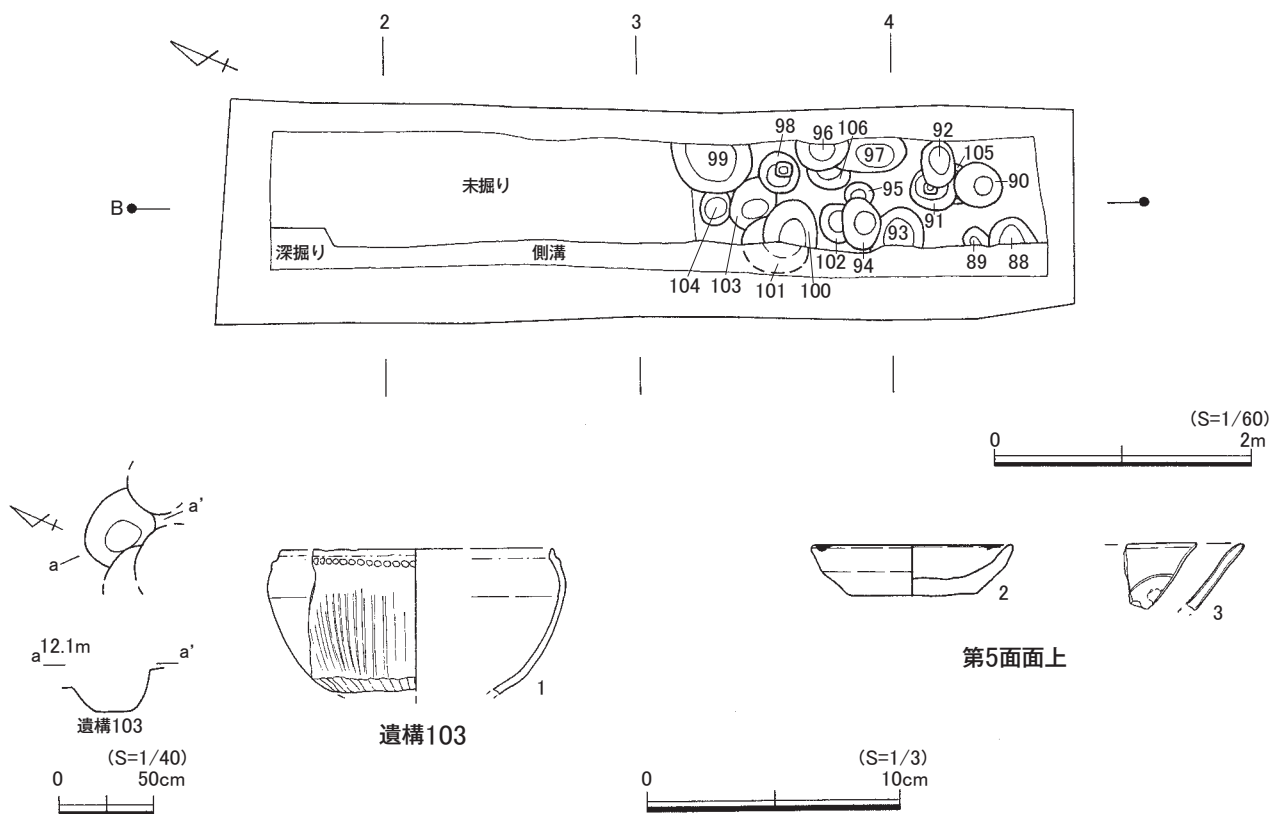 2 3 4
98 96 106 92
99 97 105
未掘り 95 90
B 91
93
深掘り 側溝 102 94 89 88
104 103 101 100
(S=1/60)
0 2m
a'
a
a 12.1m a'
遺構103
(S=1/40)
0 50cm
1
遺構103
2
3
第5面面上
(S=1/3)
0 10cm